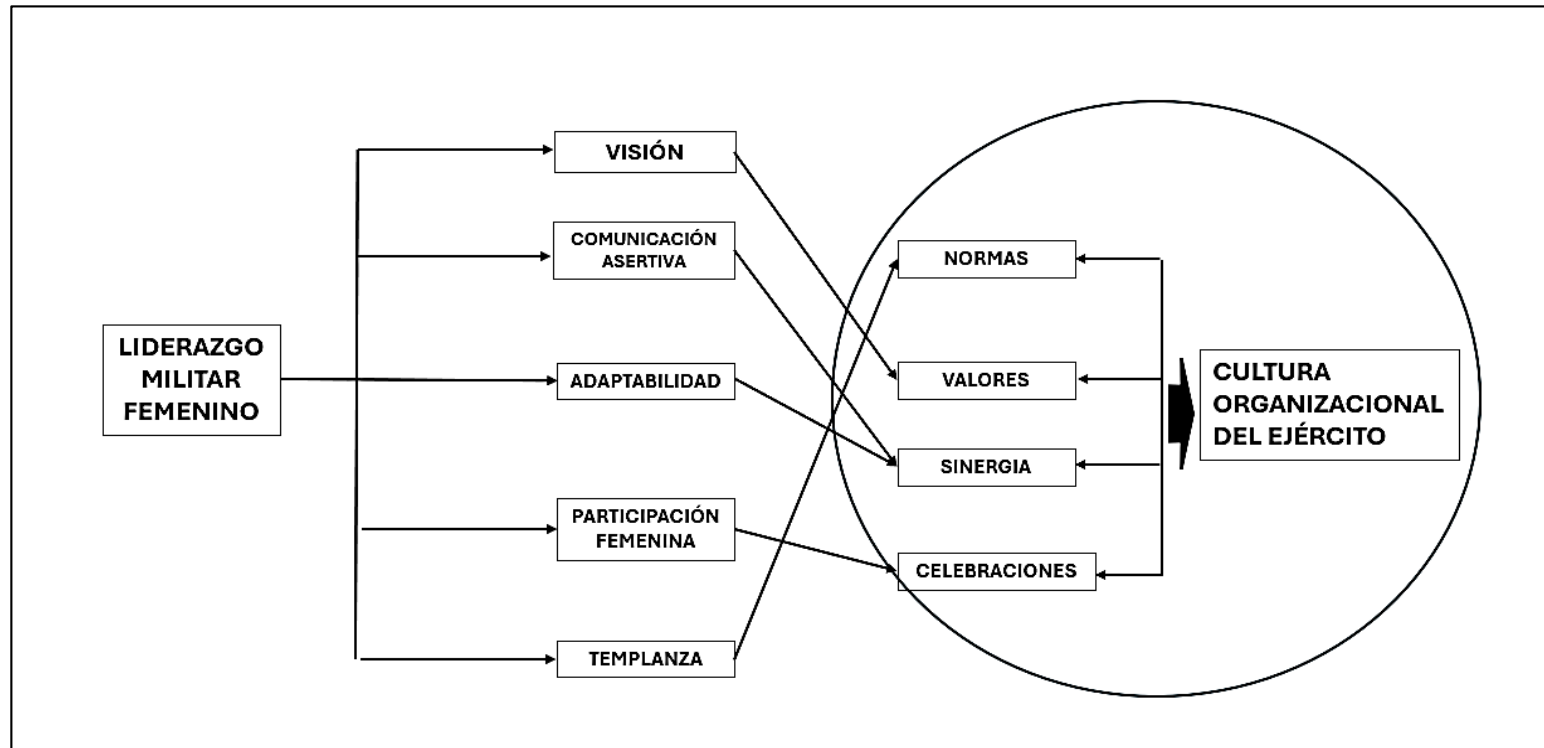 LIDERAZGO
MILITAR
FEMENINO
VISIÓN
COMUNICACIÓN
ASERTIVA
ADAPTABILIDAD
PARTICIPACIÓN
FEMENINA
TEMPLANZA
NORMAS
VALORES
SINERGIA
CELEBRACIONES
CULTURA
ORGANIZACIONAL
DEL EJÉRCITO